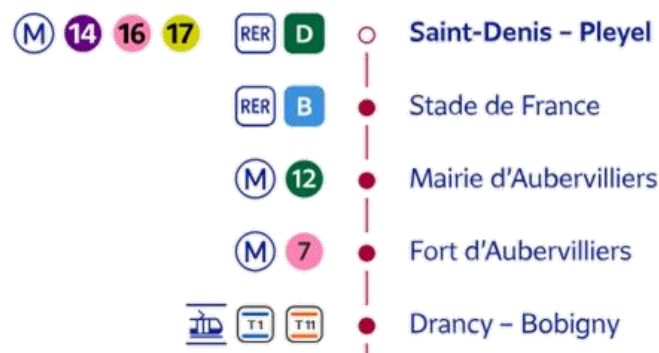 M 14 16 17 RER D Saint-Denis – Pleyel
RER B Stade de France
M 12 Mairie d'Aubervilliers
M 7 Fort d'Aubervilliers
T1 T11 Drancy – Bobigny